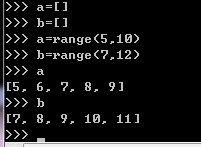 >>> a=[]
>>> b=[]
>>> a=range(5,10)
>>> b=range(7,12)
>>> a
[5, 6, 7, 8, 9]
>>> b
[7, 8, 9, 10, 11]
>>> _